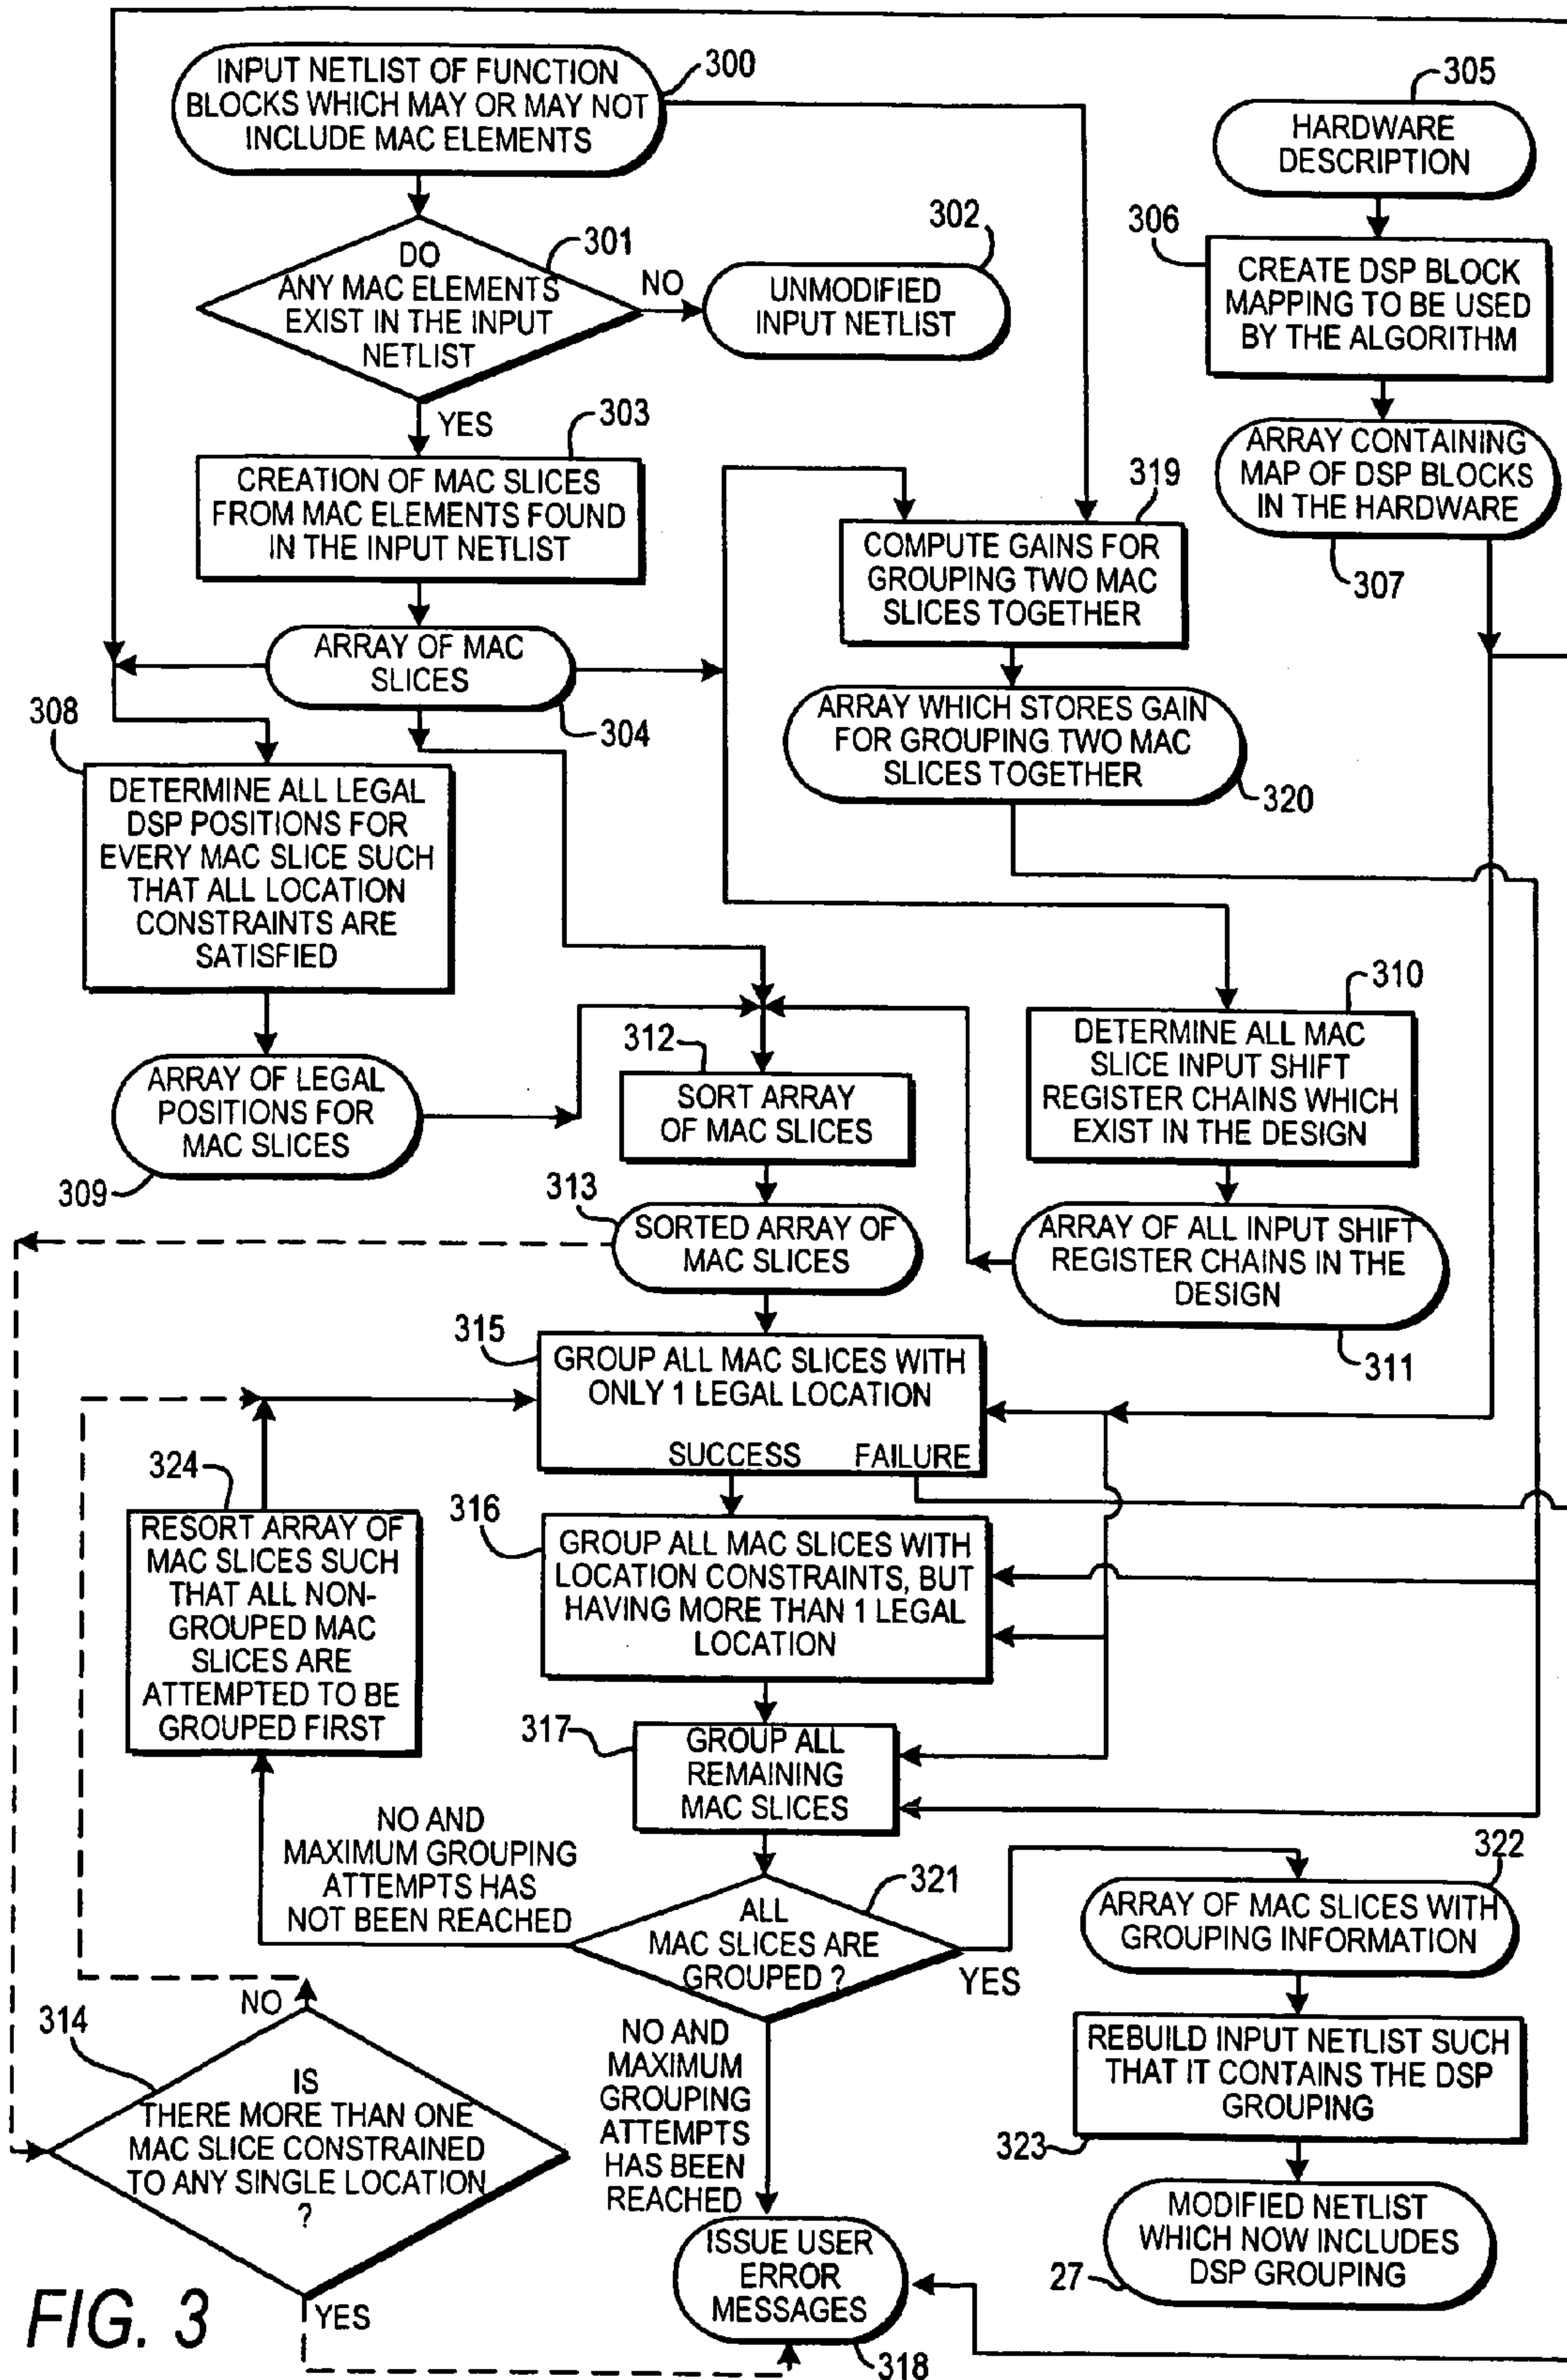 INPUT NETLIST OF FUNCTION
BLOCKS WHICH MAY OR MAY NOT
INCLUDE MAC ELEMENTS
300
305
HARDWARE
DESCRIPTION
DO
ANY MAC ELEMENTS
EXIST IN THE INPUT
NETLIST
301
NO
302
UNMODIFIED
INPUT NETLIST
306
CREATE DSP BLOCK
MAPPING TO BE USED
BY THE ALGORITHM
YES
303
CREATION OF MAC SLICES
FROM MAC ELEMENTS FOUND
IN THE INPUT NETLIST
319
COMPUTE GAINS FOR
GROUPING TWO MAC
SLICES TOGETHER
ARRAY CONTAINING
MAP OF DSP BLOCKS
IN THE HARDWARE
307
ARRAY OF MAC
SLICES
304
ARRAY WHICH STORES GAIN
FOR GROUPING TWO MAC
SLICES TOGETHER
320
308
DETERMINE ALL LEGAL
DSP POSITIONS FOR
EVERY MAC SLICE SUCH
THAT ALL LOCATION
CONSTRAINTS ARE
SATISFIED
310
DETERMINE ALL MAC
SLICE INPUT SHIFT
REGISTER CHAINS WHICH
EXIST IN THE DESIGN
312
SORT ARRAY
OF MAC SLICES
ARRAY OF LEGAL
POSITIONS FOR
MAC SLICES
309
313
SORTED ARRAY OF
MAC SLICES
ARRAY OF ALL INPUT SHIFT
REGISTER CHAINS IN THE
DESIGN
311
315
GROUP ALL MAC SLICES WITH
ONLY 1 LEGAL LOCATION
SUCCESS FAILURE
324
RESORT ARRAY OF
MAC SLICES SUCH
THAT ALL NON-
GROUPED MAC
SLICES ARE
ATTEMPTED TO BE
GROUPED FIRST
316
GROUP ALL MAC SLICES WITH
LOCATION CONSTRAINTS, BUT
HAVING MORE THAN 1 LEGAL
LOCATION
317
GROUP ALL
REMAINING
MAC SLICES
NO AND
MAXIMUM GROUPING
ATTEMPTS HAS
NOT BEEN REACHED
321
ALL
MAC SLICES ARE
GROUPED ?
YES
322
ARRAY OF MAC SLICES WITH
GROUPING INFORMATION
NO
314
IS
THERE MORE THAN ONE
MAC SLICE CONSTRAINED
TO ANY SINGLE LOCATION
?
YES
NO AND
MAXIMUM
GROUPING
ATTEMPTS
HAS BEEN
REACHED
REBUILD INPUT NETLIST SUCH
THAT IT CONTAINS THE DSP
GROUPING
323
MODIFIED NETLIST
WHICH NOW INCLUDES
DSP GROUPING
27
ISSUE USER
ERROR
MESSAGES
318
FIG. 3